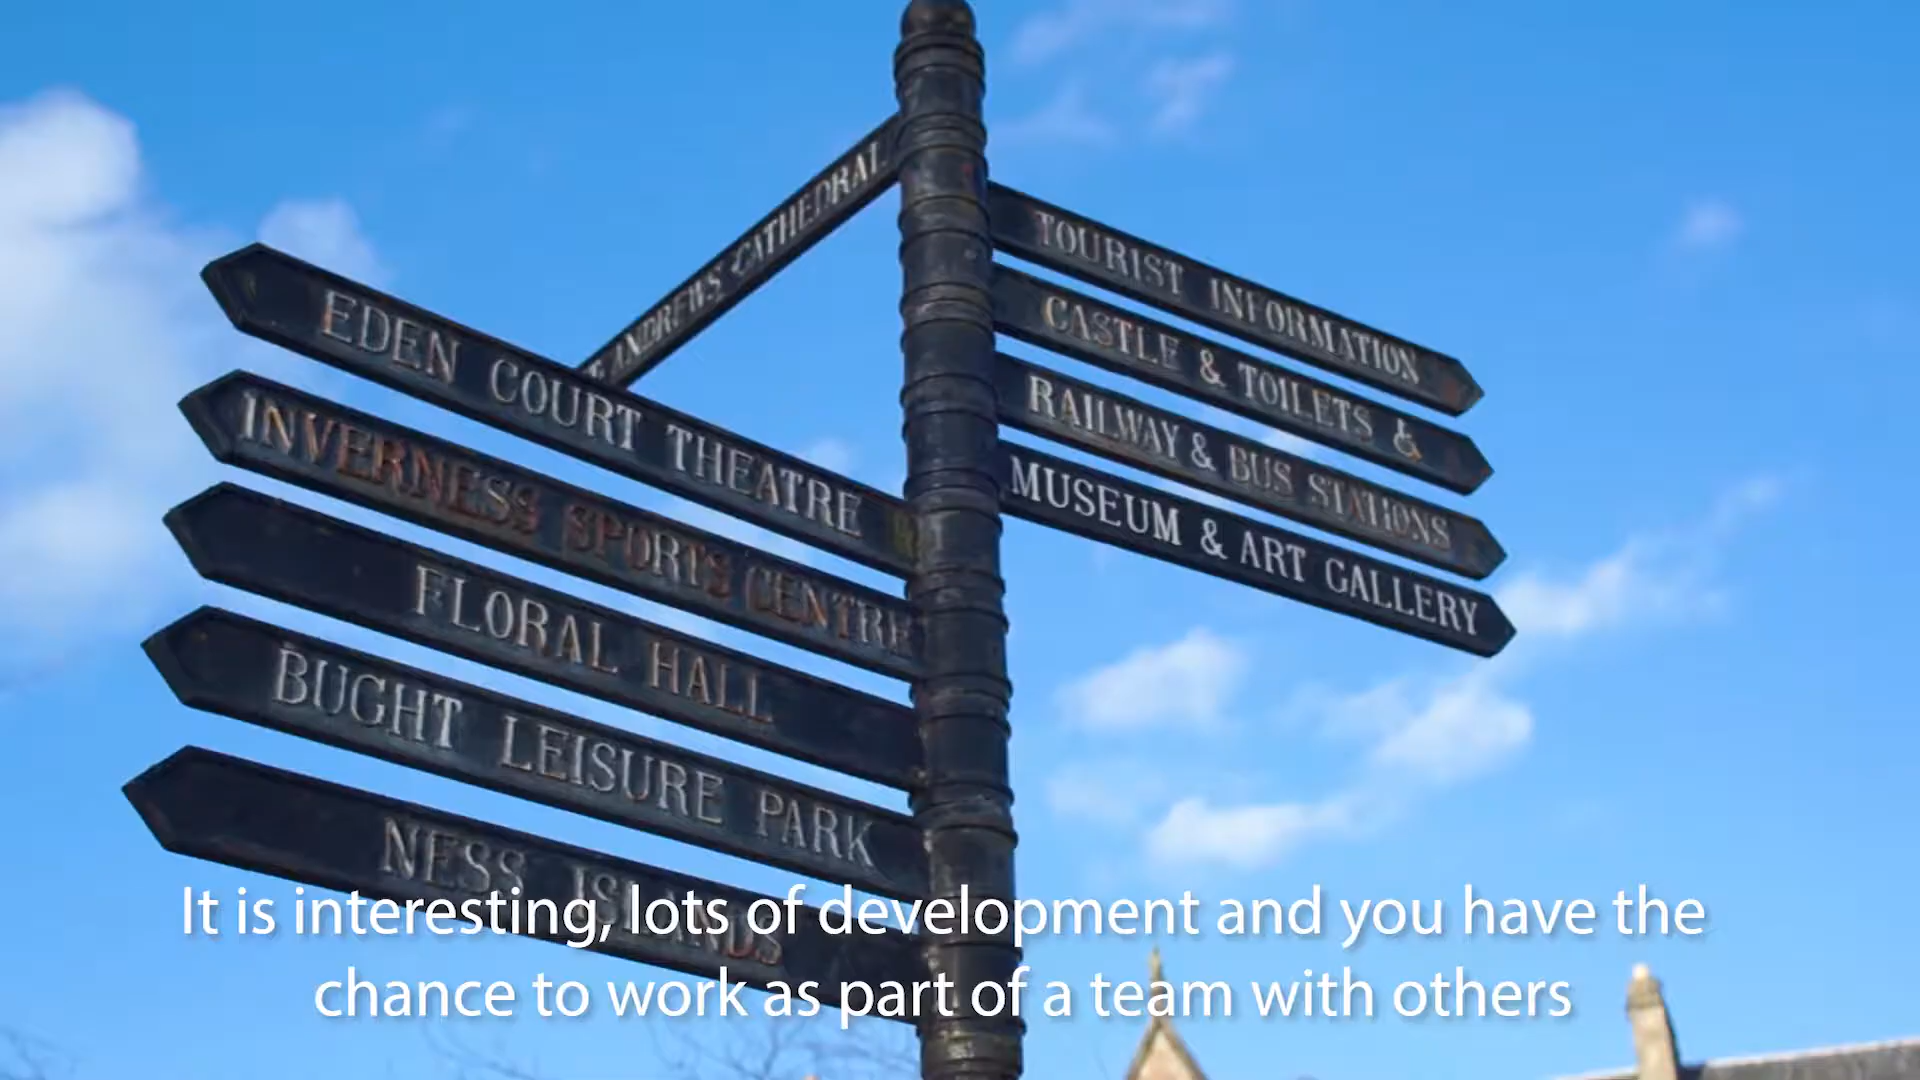 ANDREWS CATHEDRAL
EDEN COURT THEATRE
INVERNESS SPORTS CENTRE
FLORAL HALL
BUGHT LEISURE PARK
NESS ISLANDS
TOURIST INFORMATION
CASTLE & TOILETS &
RAILWAY & BUS STATIONS
MUSEUM & ART GALLERY
It is interesting, lots of development and you have the
chance to work as part of a team with others